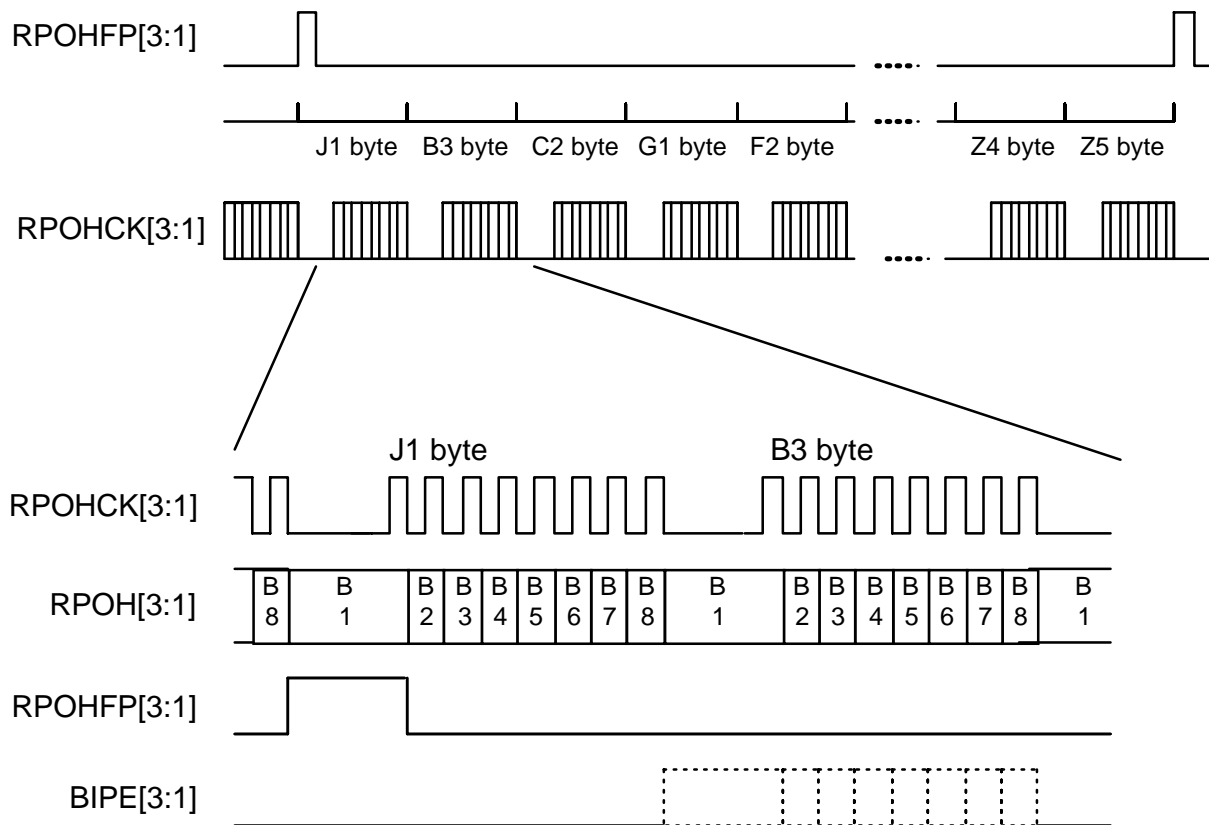 RPOHFP[3:1]
J1 byte B3 byte C2 byte G1 byte F2 byte Z4 byte Z5 byte
RPOHCK[3:1]
J1 byte B3 byte
RPOHCK[3:1]
RPOH[3:1]
B B B B B B B B B B B B B B B B B B
8 1 2 3 4 5 6 7 8 1 2 3 4 5 6 7 8 1
RPOHFP[3:1]
BIPE[3:1]